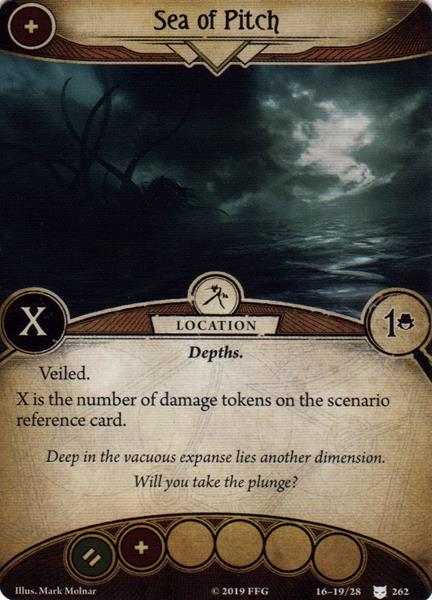 +
Sea of Pitch
X
LOCATION
1
Depths.
Veiled.
X is the number of damage tokens on the scenario
reference card.
Deep in the vacuous expanse lies another dimension.
Will you take the plunge?
=
+
Illus. Mark Molnar © 2019 FFG 16–19/28 262